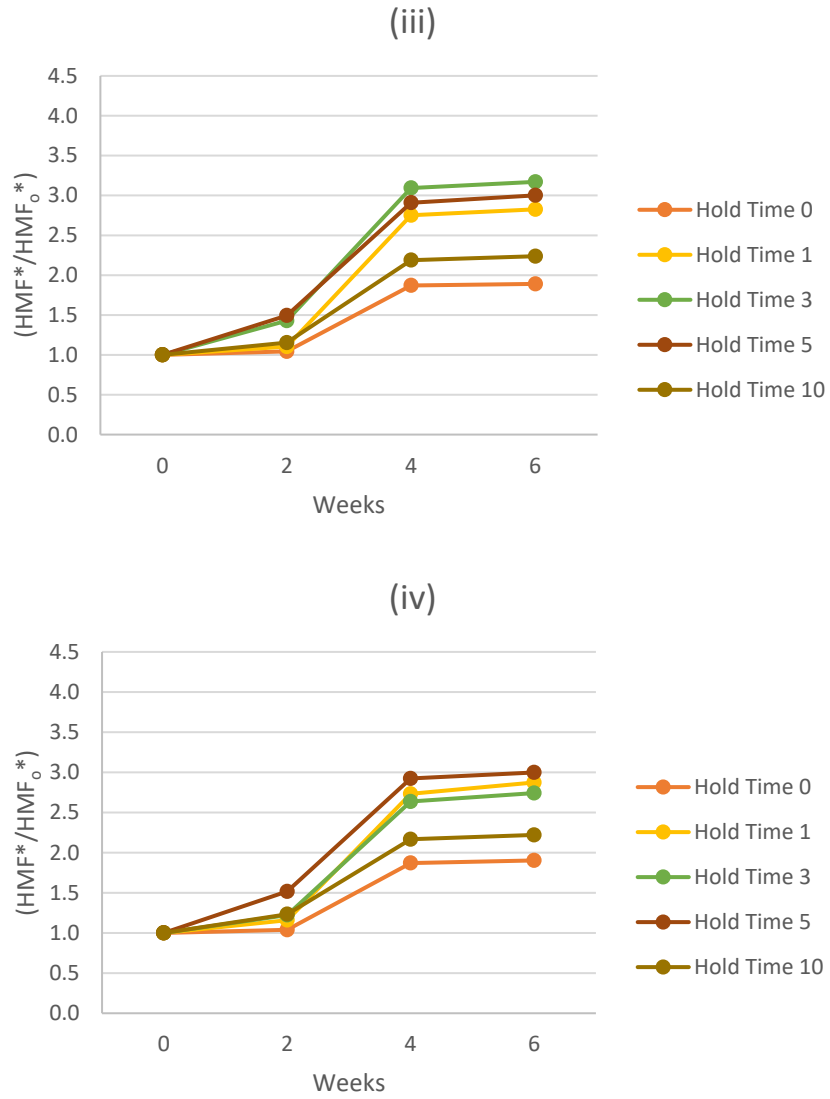 (iii)
4.5
4.0
3.5
3.0
2.5
2.0
1.5
1.0
0.5
0.0
(HMF*/HMFₒ*)
0 2 4 6
Weeks
Hold Time 0
Hold Time 1
Hold Time 3
Hold Time 5
Hold Time 10
(iv)
4.5
4.0
3.5
3.0
2.5
2.0
1.5
1.0
0.5
0.0
(HMF*/HMFₒ*)
0 2 4 6
Weeks
Hold Time 0
Hold Time 1
Hold Time 3
Hold Time 5
Hold Time 10